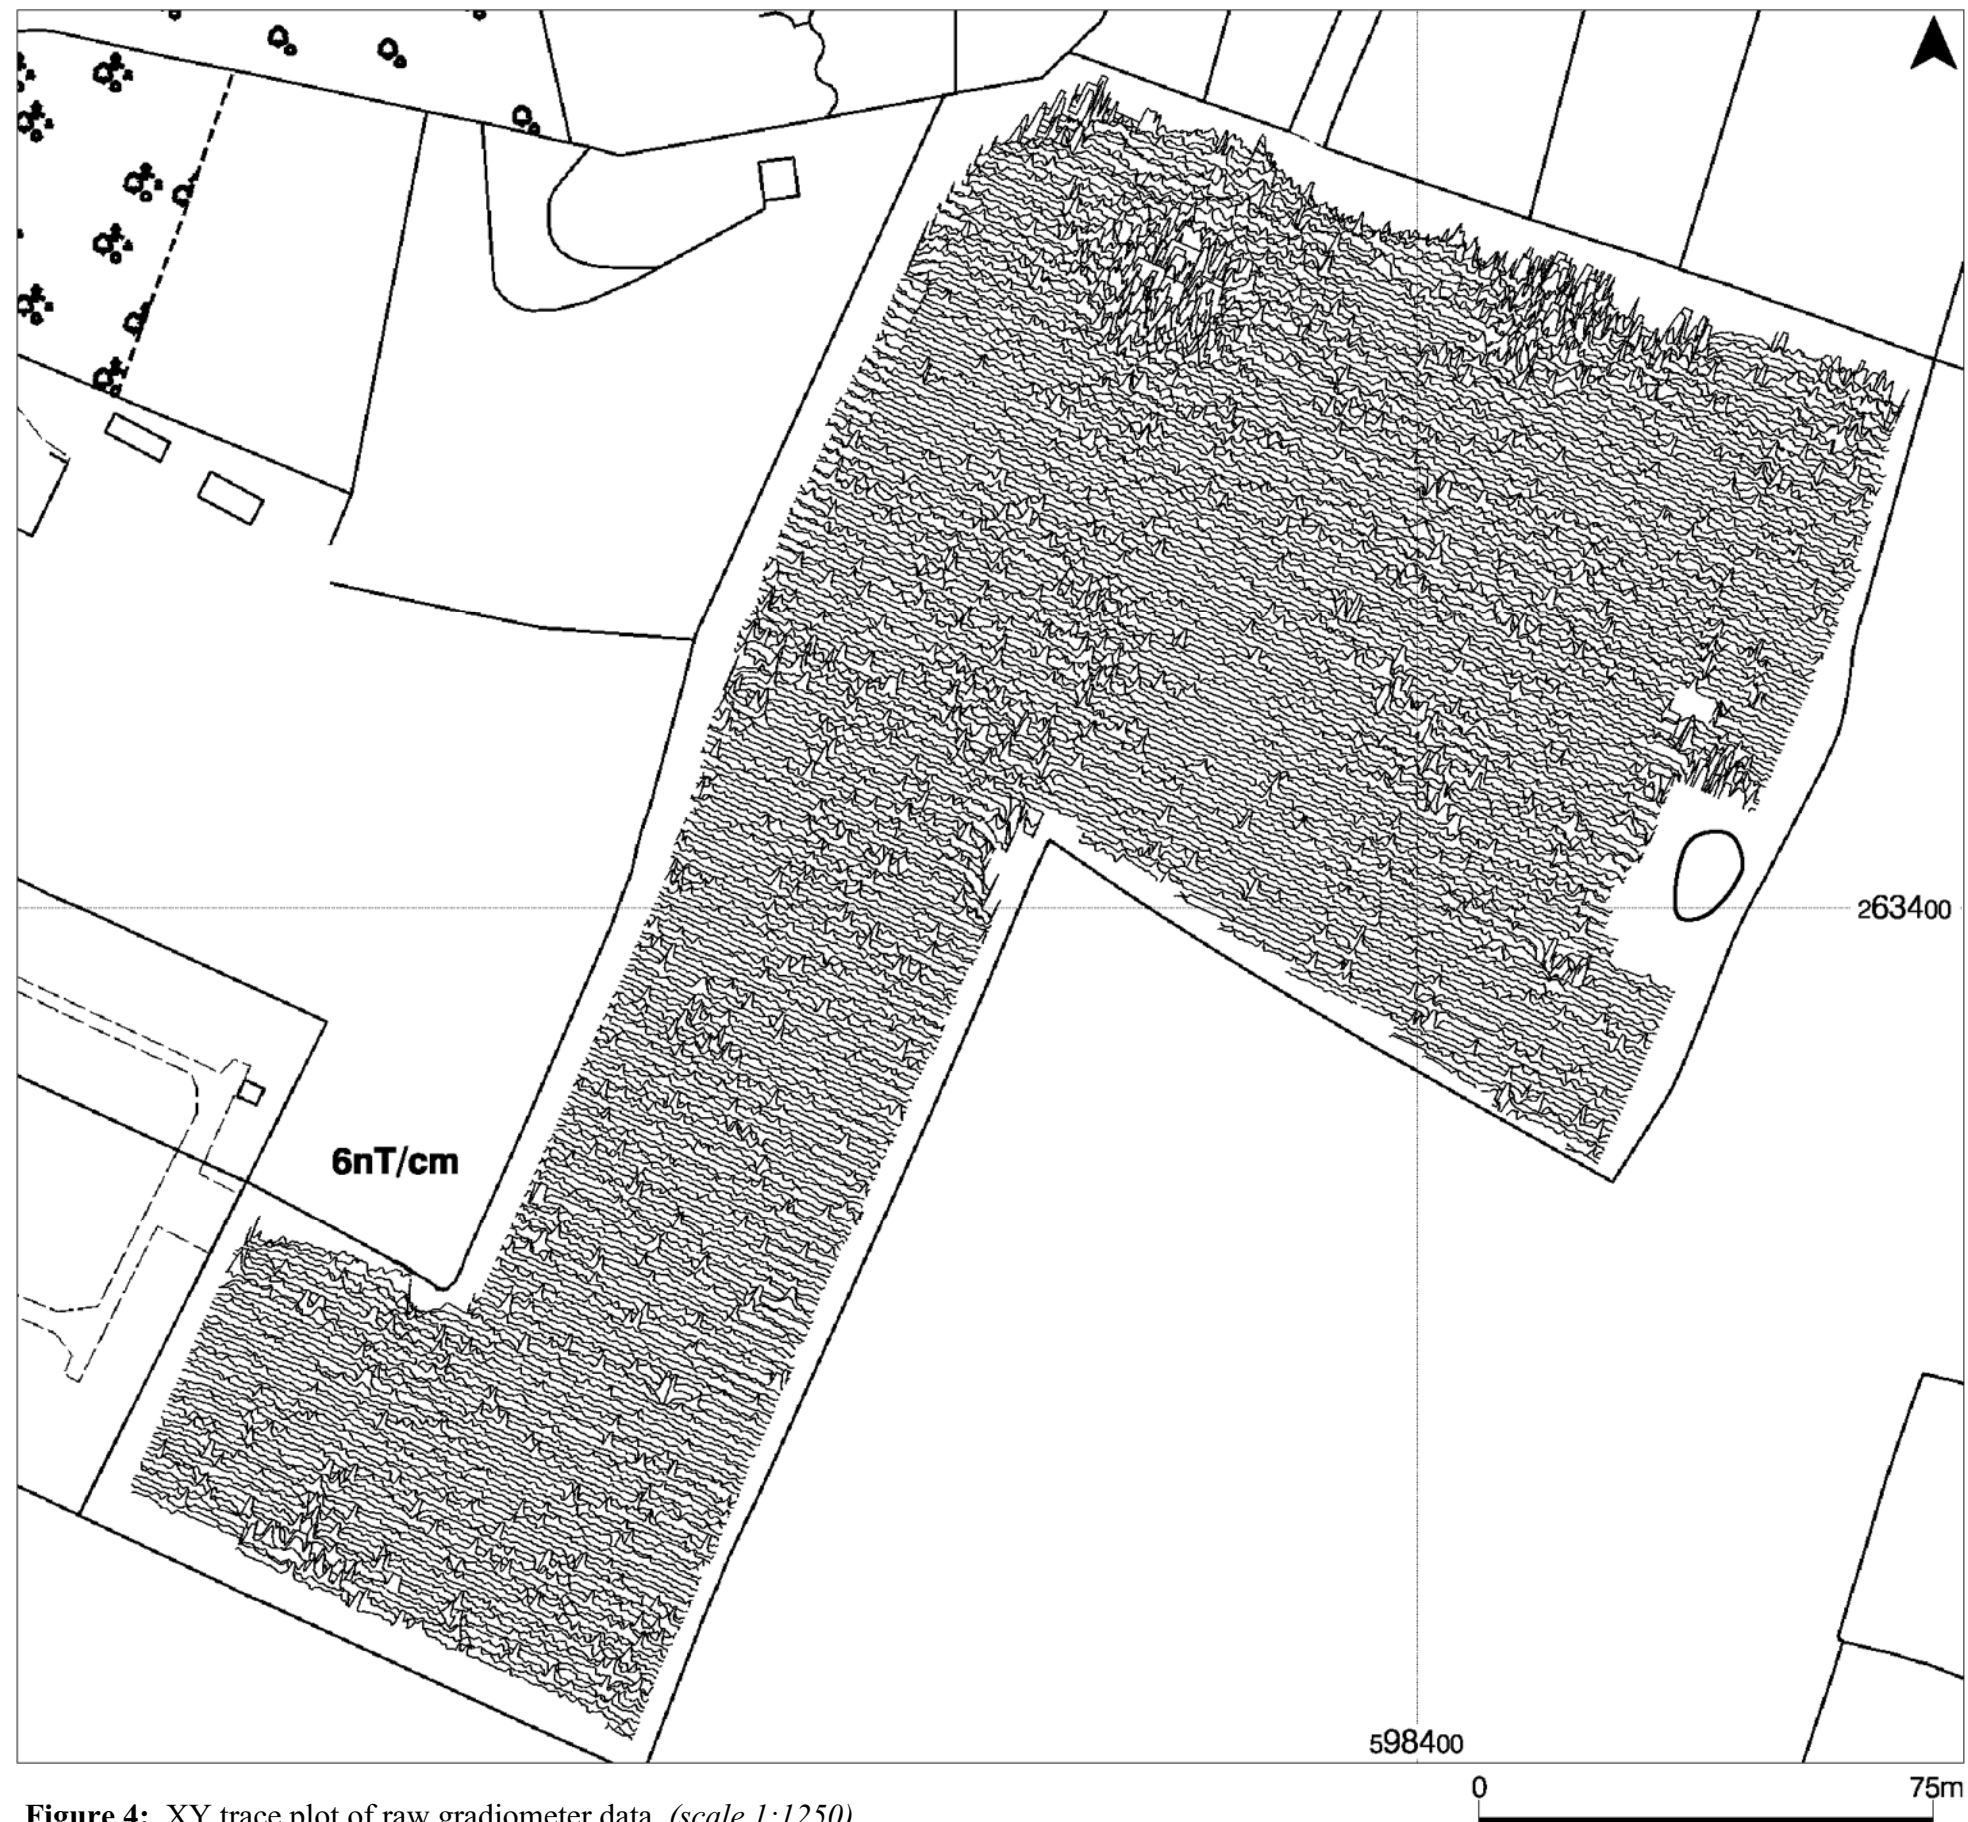 263400
6nT/cm
598400
0 75m
Figure 4: XY trace plot of raw gradiometer data (scale 1:1250)